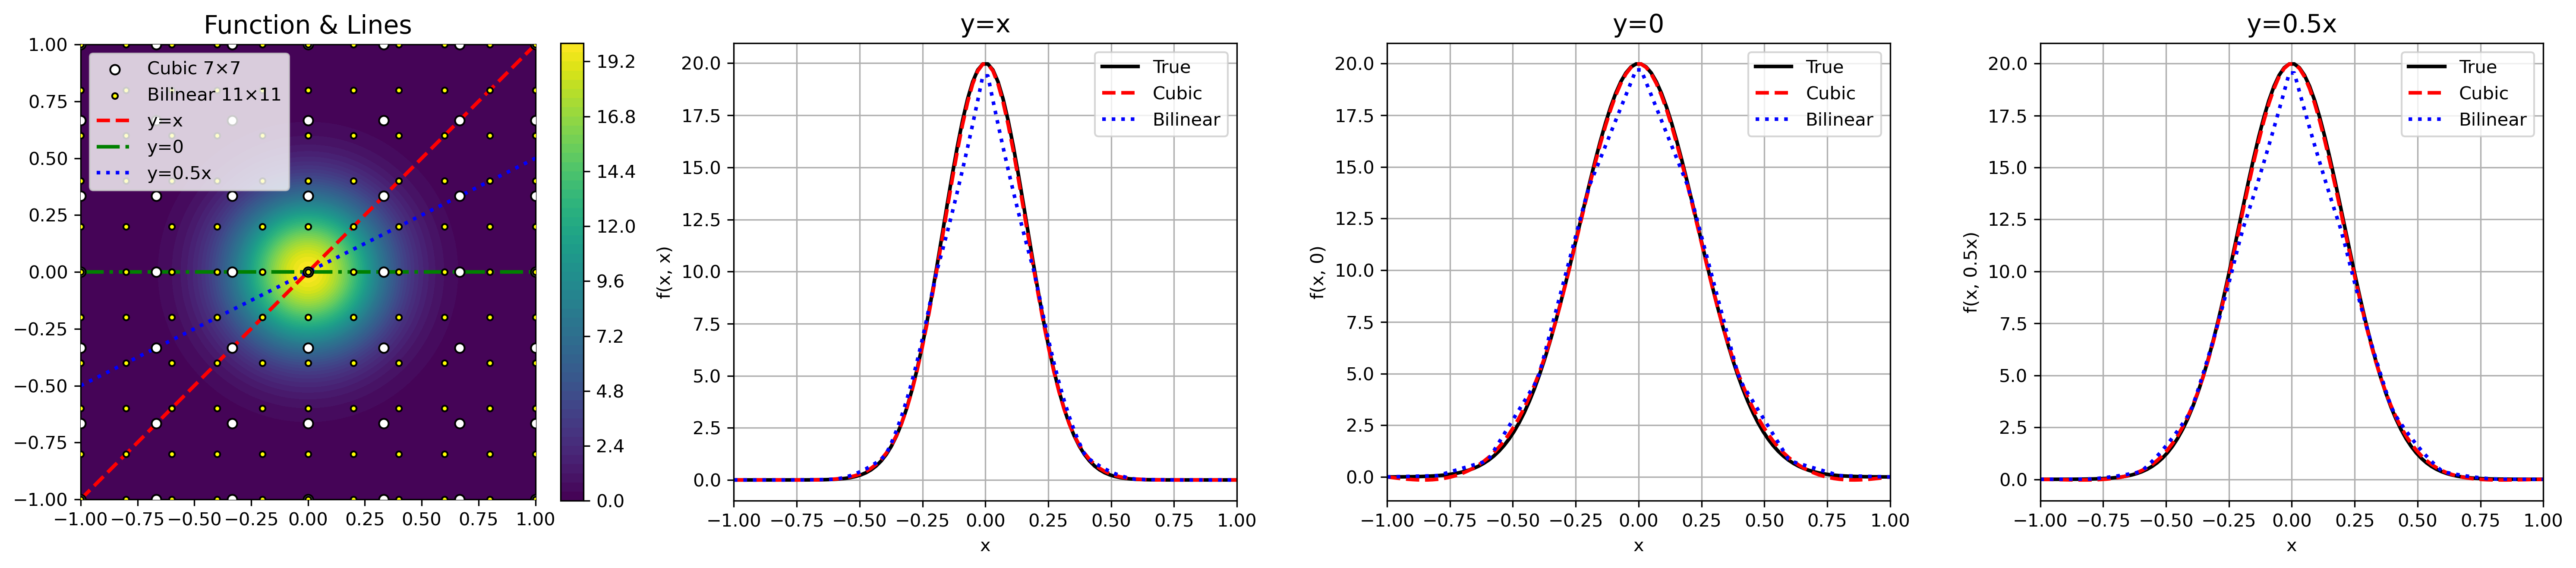 Function & Lines
1.00
0.75
0.50
0.25
0.00
−0.25
−0.50
−0.75
−1.00
−1.00 −0.75 −0.50 −0.25 0.00 0.25 0.50 0.75 1.00
Cubic 7×7
Bilinear 11×11
y=x
y=0
y=0.5x
19.2
16.8
14.4
12.0
9.6
7.2
4.8
2.4
0.0
y=x
f(x, x)
20.0
17.5
15.0
12.5
10.0
7.5
5.0
2.5
0.0
−1.00 −0.75 −0.50 −0.25 0.00 0.25 0.50 0.75 1.00
x
True
Cubic
Bilinear
y=0
f(x, 0)
20.0
17.5
15.0
12.5
10.0
7.5
5.0
2.5
0.0
−1.00 −0.75 −0.50 −0.25 0.00 0.25 0.50 0.75 1.00
x
True
Cubic
Bilinear
y=0.5x
f(x, 0.5x)
20.0
17.5
15.0
12.5
10.0
7.5
5.0
2.5
0.0
−1.00 −0.75 −0.50 −0.25 0.00 0.25 0.50 0.75 1.00
x
True
Cubic
Bilinear